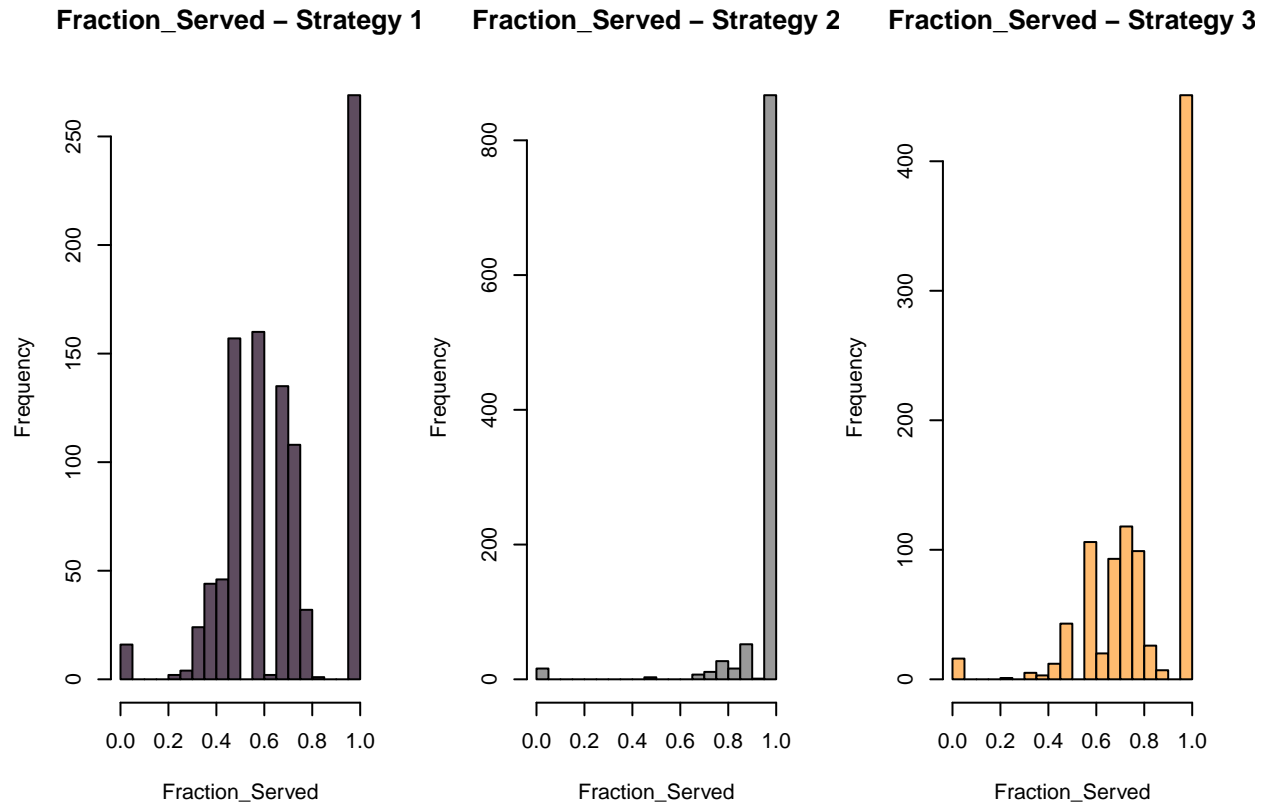 Fraction_Served – Strategy 1
Frequency
250
200
150
100
50
0
0.0 0.2 0.4 0.6 0.8 1.0
Fraction_Served
Fraction_Served – Strategy 2
Frequency
800
600
400
200
0
0.0 0.2 0.4 0.6 0.8 1.0
Fraction_Served
Fraction_Served – Strategy 3
Frequency
400
300
200
100
0
0.0 0.2 0.4 0.6 0.8 1.0
Fraction_Served